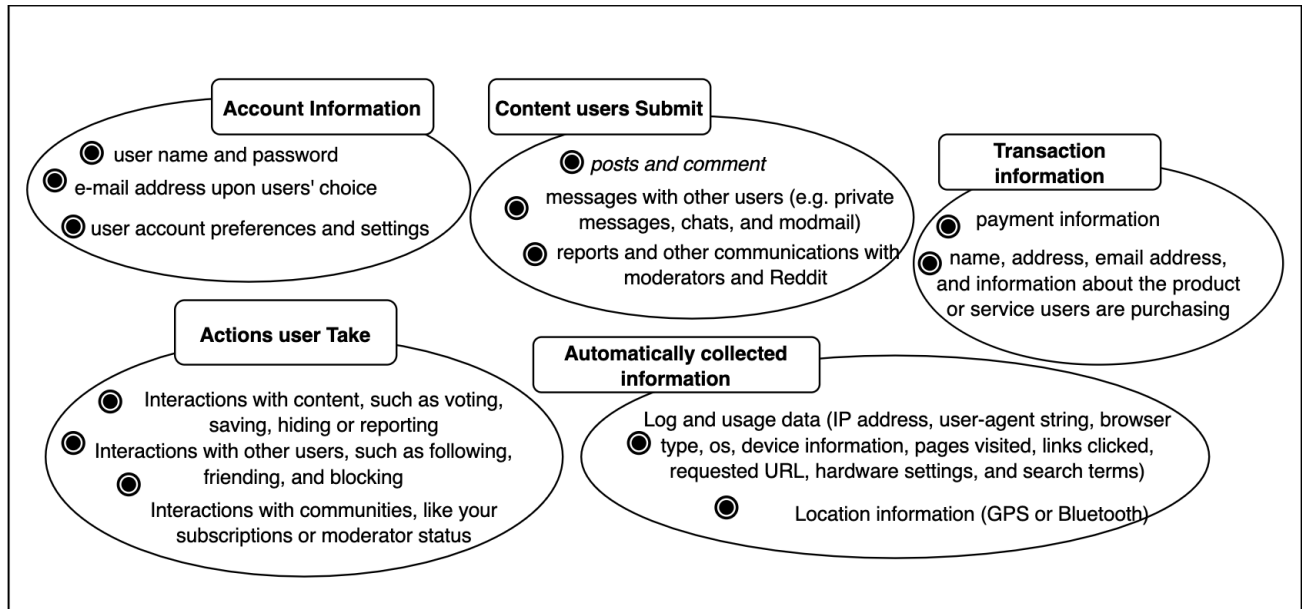 Account Information
user name and password
e-mail address upon users' choice
user account preferences and settings
Content users Submit
posts and comment
messages with other users (e.g. private
messages, chats, and modmail)
reports and other communications with
moderators and Reddit
Transaction
information
payment information
name, address, email address,
and information about the product
or service users are purchasing
Actions user Take
Interactions with content, such as voting,
saving, hiding or reporting
Interactions with other users, such as following,
friending, and blocking
Interactions with communities, like your
subscriptions or moderator status
Automatically collected
information
Log and usage data (IP address, user-agent string, browser
type, os, device information, pages visited, links clicked,
requested URL, hardware settings, and search terms)
Location information (GPS or Bluetooth)